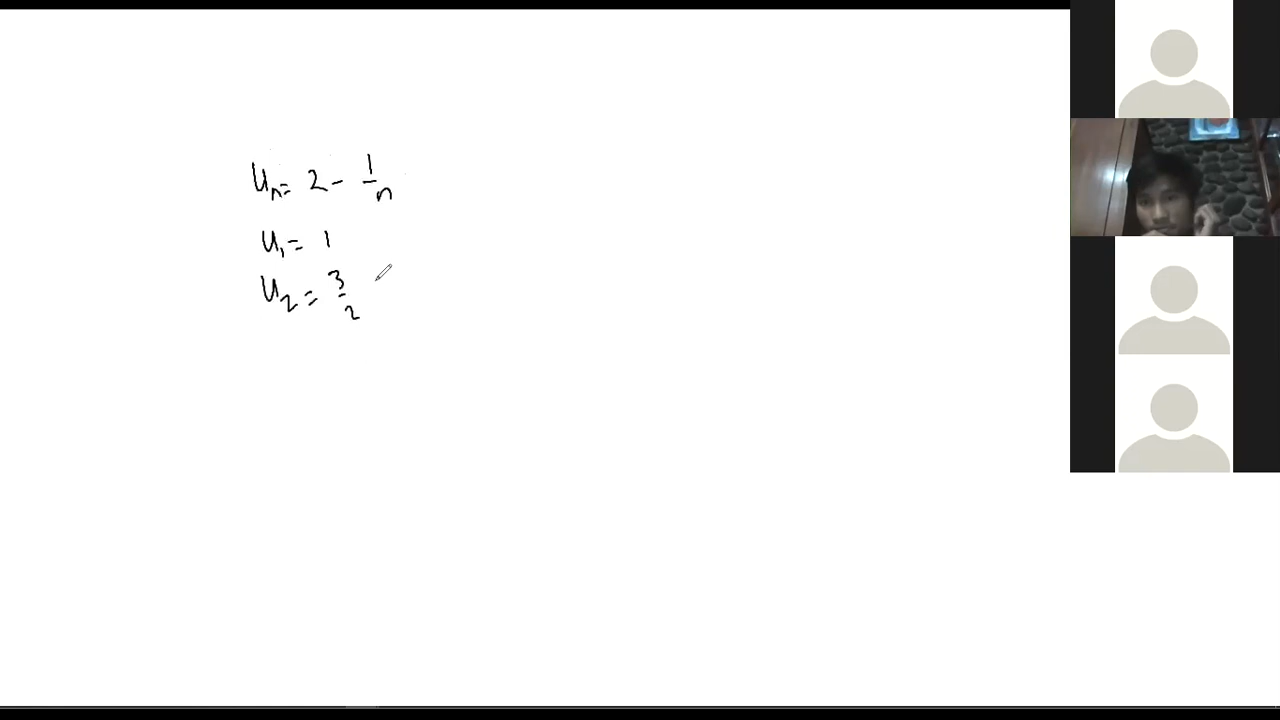 Un = 2 - 1/n
U1 = 1
U2 = 3/2